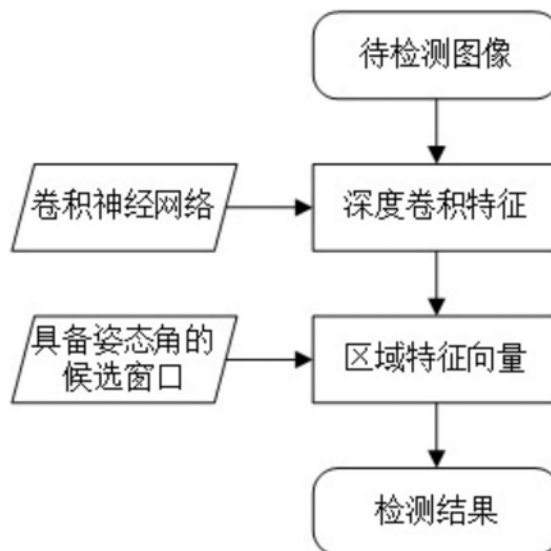 待检测图像
卷积神经网络
深度卷积特征
具备姿态角的
候选窗口
区域特征向量
检测结果